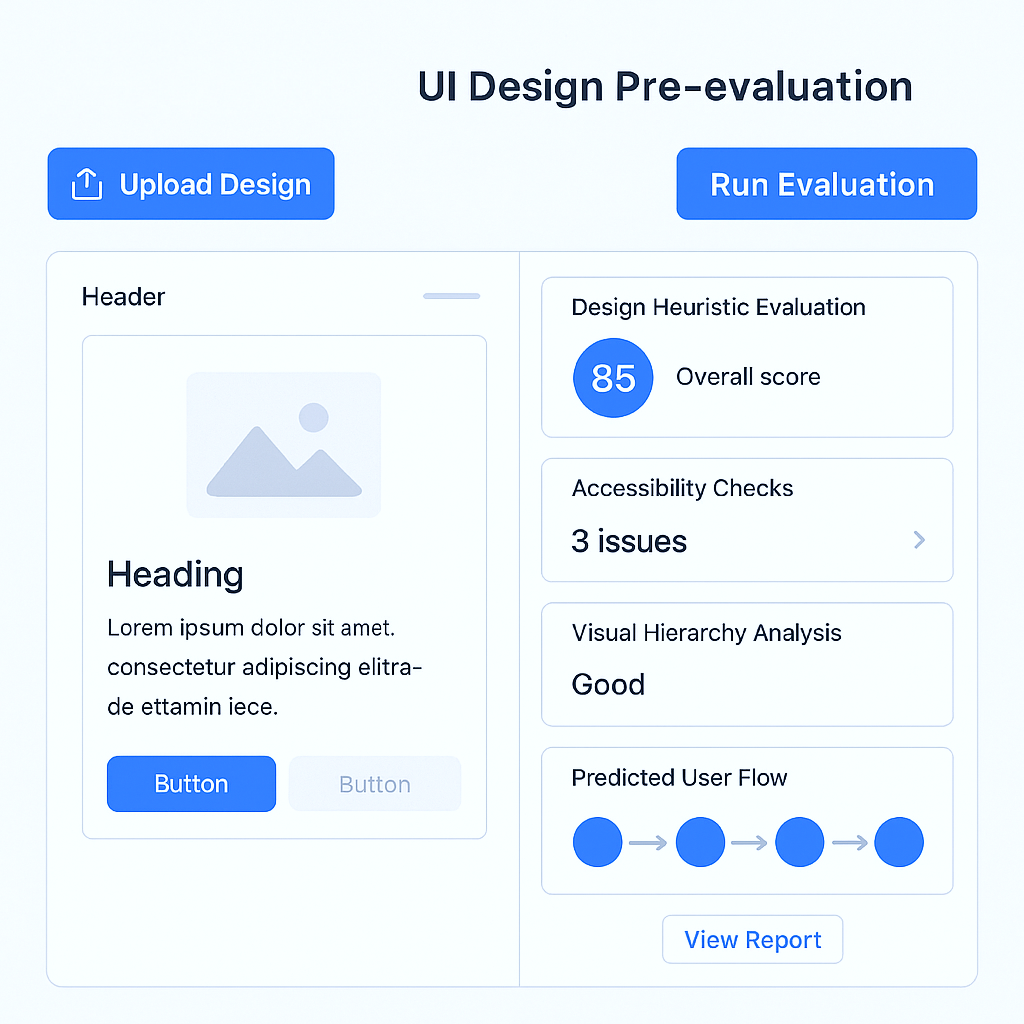 UI Design Pre-evaluation
Upload Design
Run Evaluation
Header
Heading
Lorem ipsum dolor sit amet.
consectetur adipiscing elitra-
de ettamin iece.
Button
Button
Design Heuristic Evaluation
85
Overall score
Accessibility Checks
3 issues
Visual Hierarchy Analysis
Good
Predicted User Flow
View Report